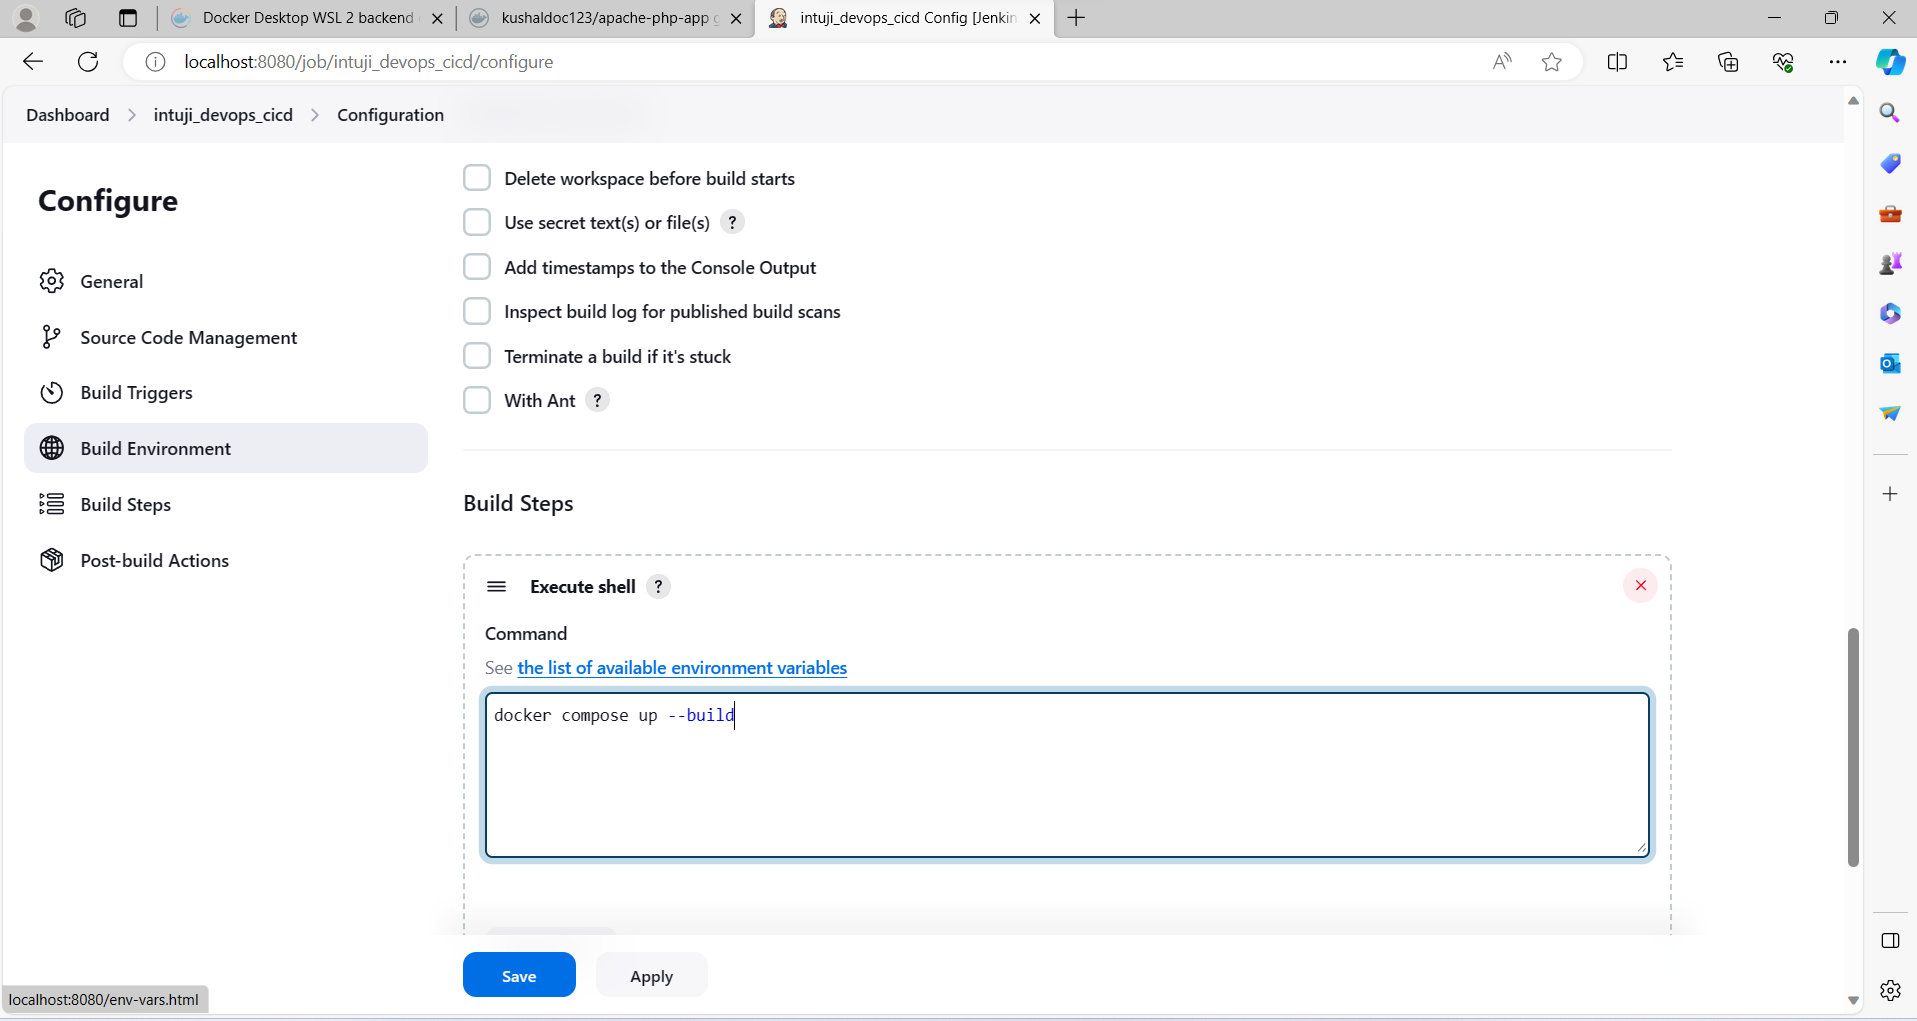 Docker Desktop WSL 2 backend
kushaldoc123/apache-php-app
intuji_devops_cicd Config [Jenkin
localhost:8080/job/intuji_devops_cicd/configure
Dashboard > intuji_devops_cicd > Configuration
Configure
General
Source Code Management
Build Triggers
Build Environment
Build Steps
Post-build Actions
Delete workspace before build starts
Use secret text(s) or file(s) ?
Add timestamps to the Console Output
Inspect build log for published build scans
Terminate a build if it's stuck
With Ant ?
Build Steps
Execute shell ?
Command
See the list of available environment variables
docker compose up --build
Save
Apply
localhost:8080/env-vars.html